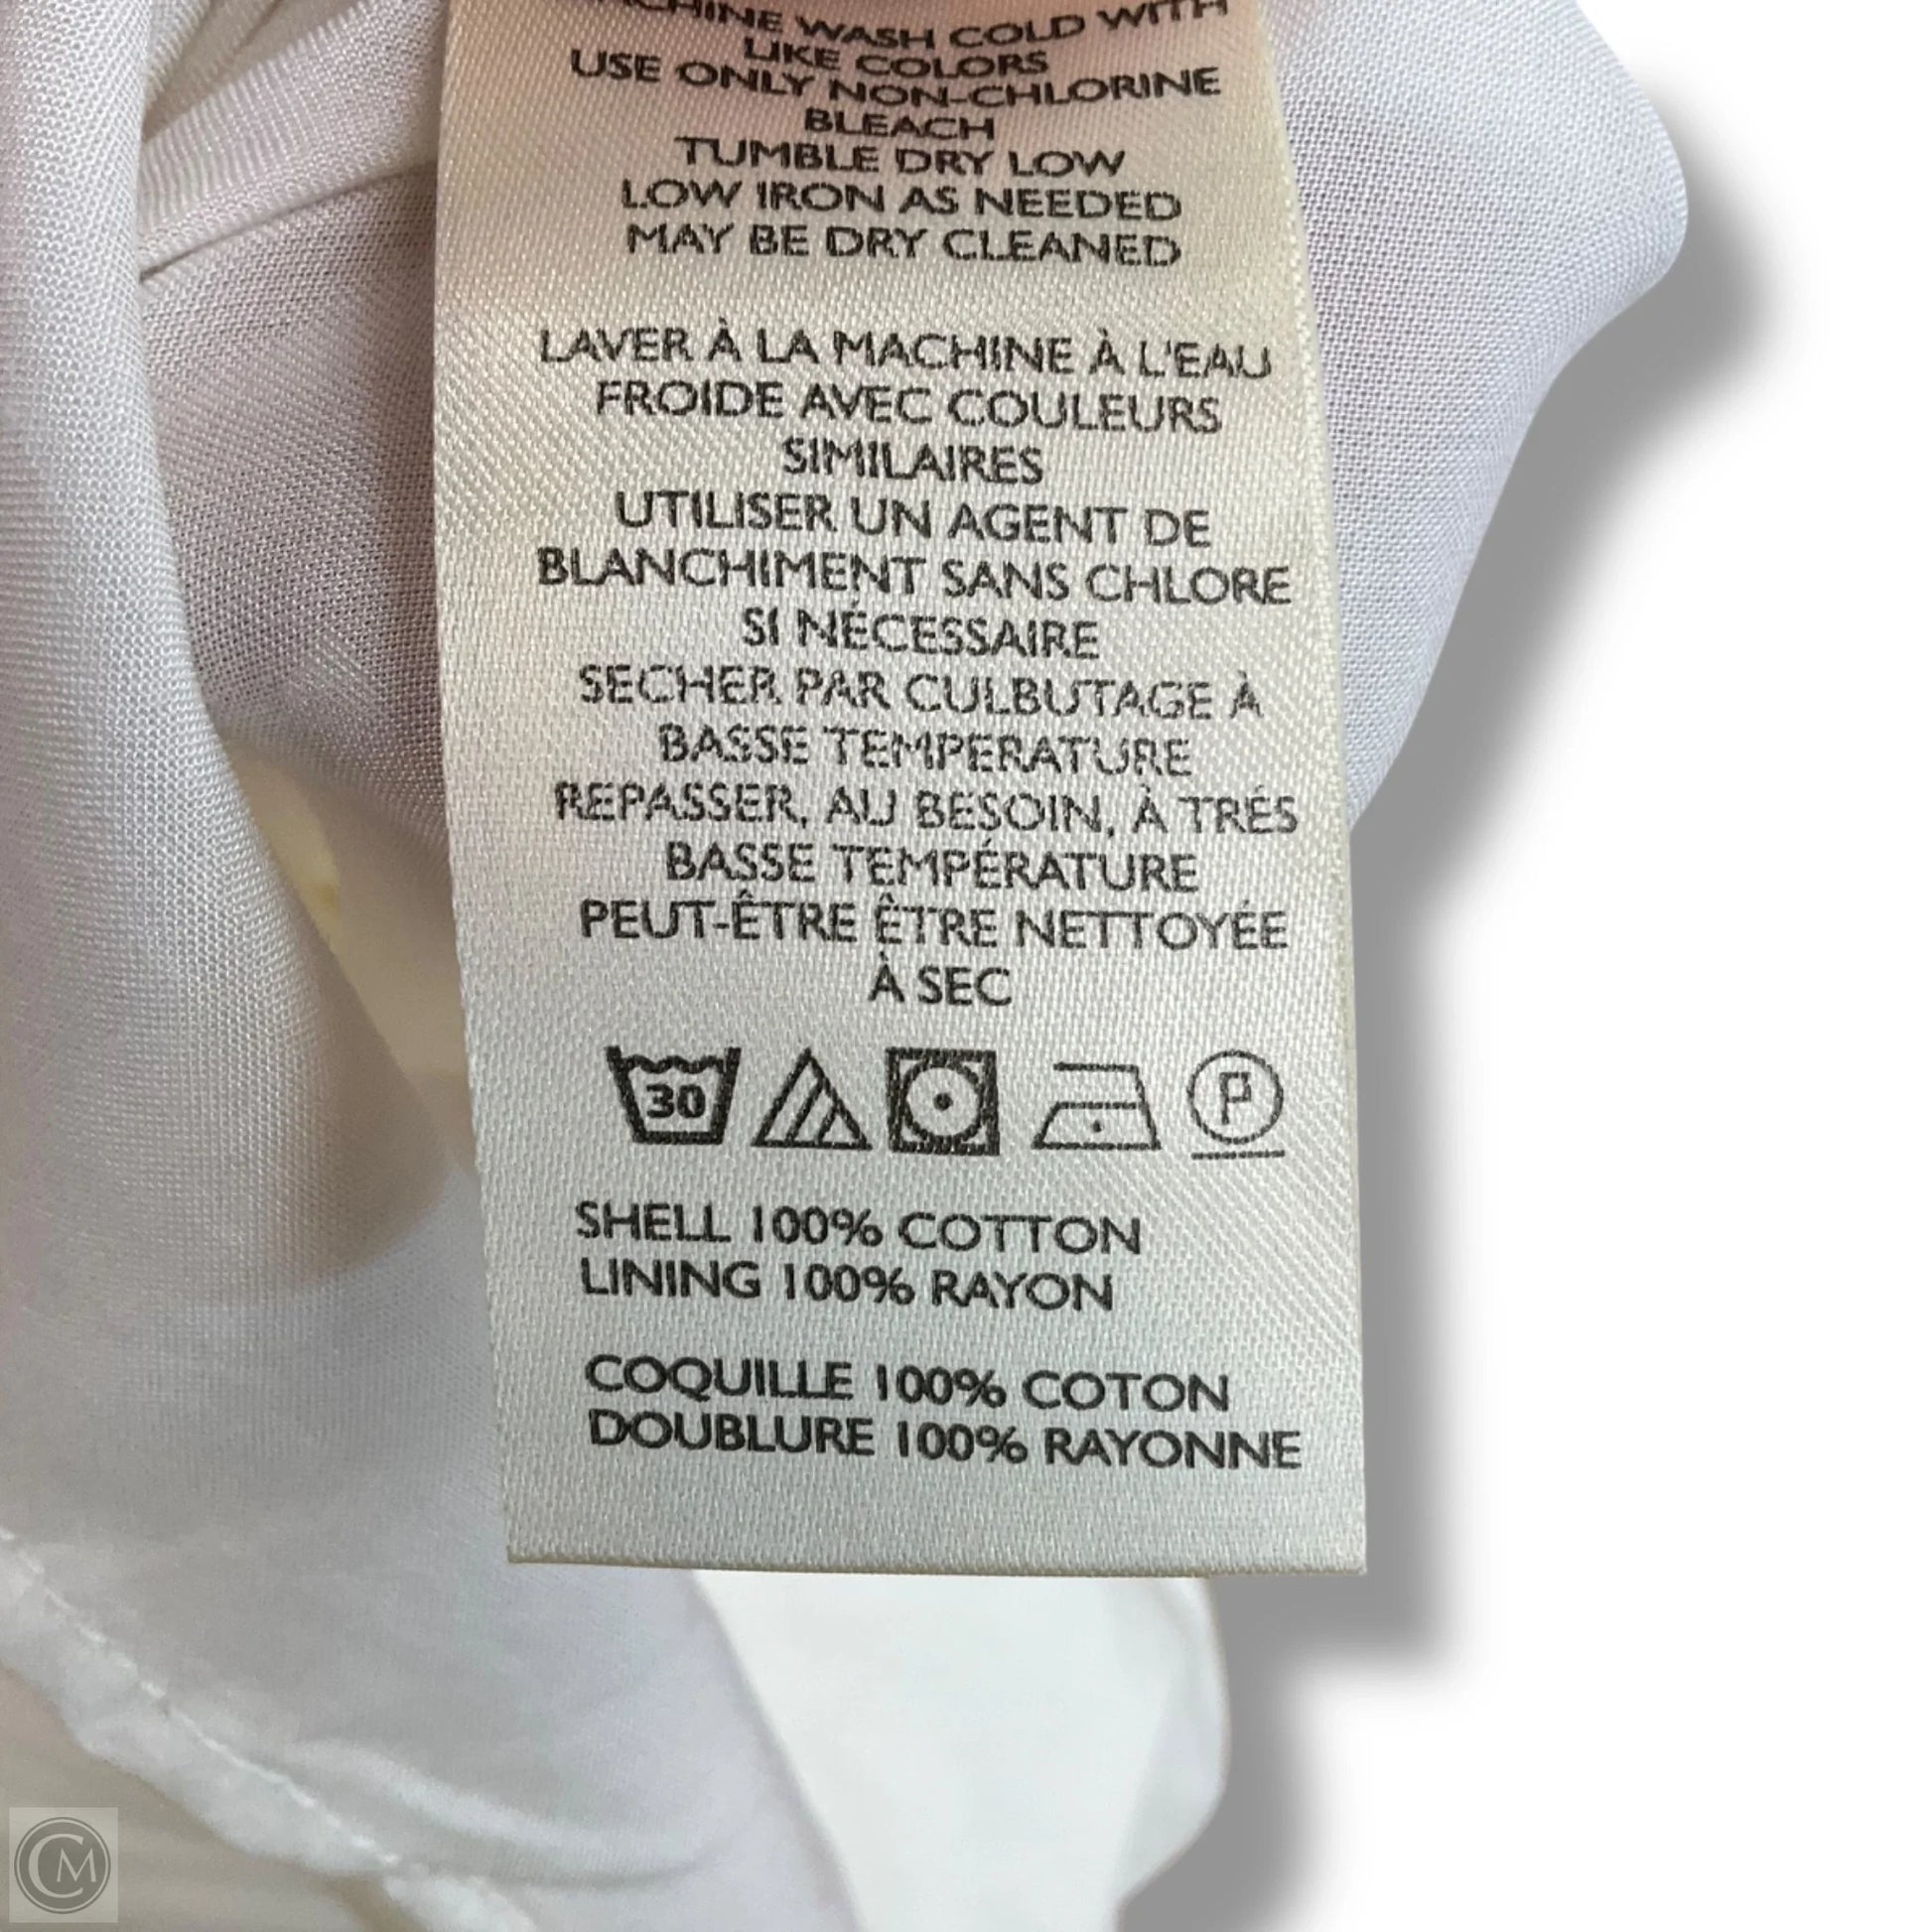 MACHINE WASH COLD WITH
LIKE COLORS
USE ONLY NON-CHLORINE
BLEACH
TUMBLE DRY LOW
LOW IRON AS NEEDED
MAY BE DRY CLEANED
LAVER À LA MACHINE À L'EAU
FROIDE AVEC COULEURS
SIMILAIRES
UTILISER UN AGENT DE
BLANCHIMENT SANS CHLORE
SI NÉCESSAIRE
SECHER PAR CULBUTAGE À
BASSE TEMPERATURE
REPASSER, AU BESOIN, À TRÉS
BASSE TEMPÉRATURE
PEUT-ÊTRE ÊTRE NETTOYÉE
À SEC
30
P
SHELL 100% COTTON
LINING 100% RAYON
COQUILLE 100% COTON
DOUBLURE 100% RAYONNE
CM